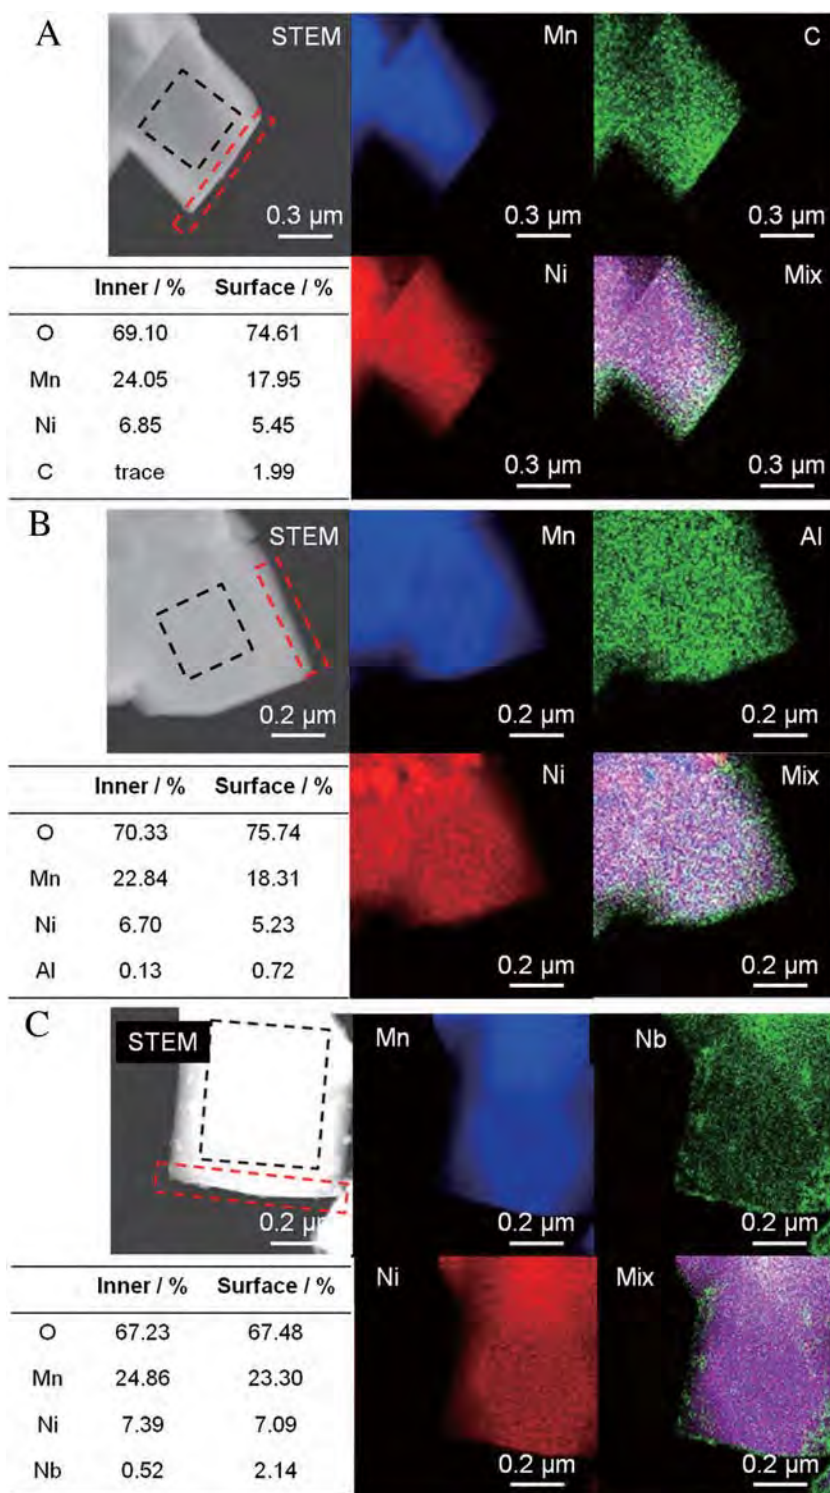 A
STEM
Mn
C
0.3 µm
0.3 µm
0.3 µm
Inner / %
Surface / %
O
69.10
74.61
Mn
24.05
17.95
Ni
6.85
5.45
C
trace
1.99
Ni
Mix
0.3 µm
0.3 µm
B
STEM
Mn
Al
0.2 µm
0.2 µm
0.2 µm
Inner / %
Surface / %
O
70.33
75.74
Mn
22.84
18.31
Ni
6.70
5.23
Al
0.13
0.72
Ni
Mix
0.2 µm
0.2 µm
C
STEM
Mn
Nb
0.2 µm
0.2 µm
0.2 µm
Inner / %
Surface / %
O
67.23
67.48
Mn
24.86
23.30
Ni
7.39
7.09
Nb
0.52
2.14
Ni
Mix
0.2 µm
0.2 µm